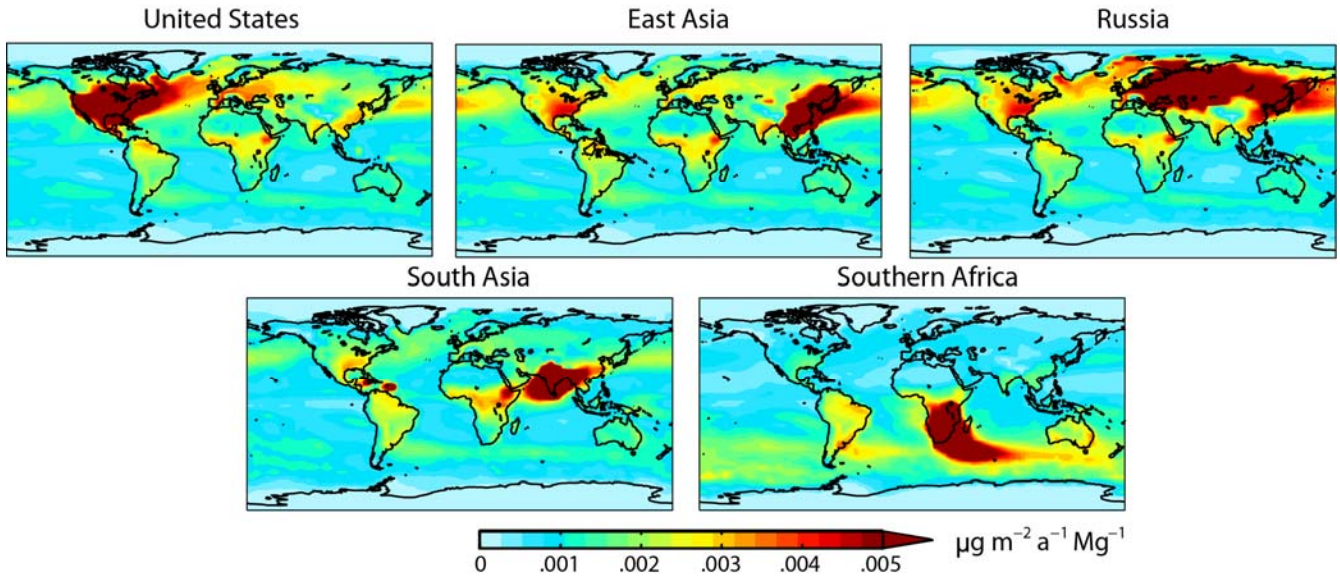 United States
East Asia
Russia
South Asia
Southern Africa
0 .001 .002 .003 .004 .005 µg m⁻² a⁻¹ Mg⁻¹